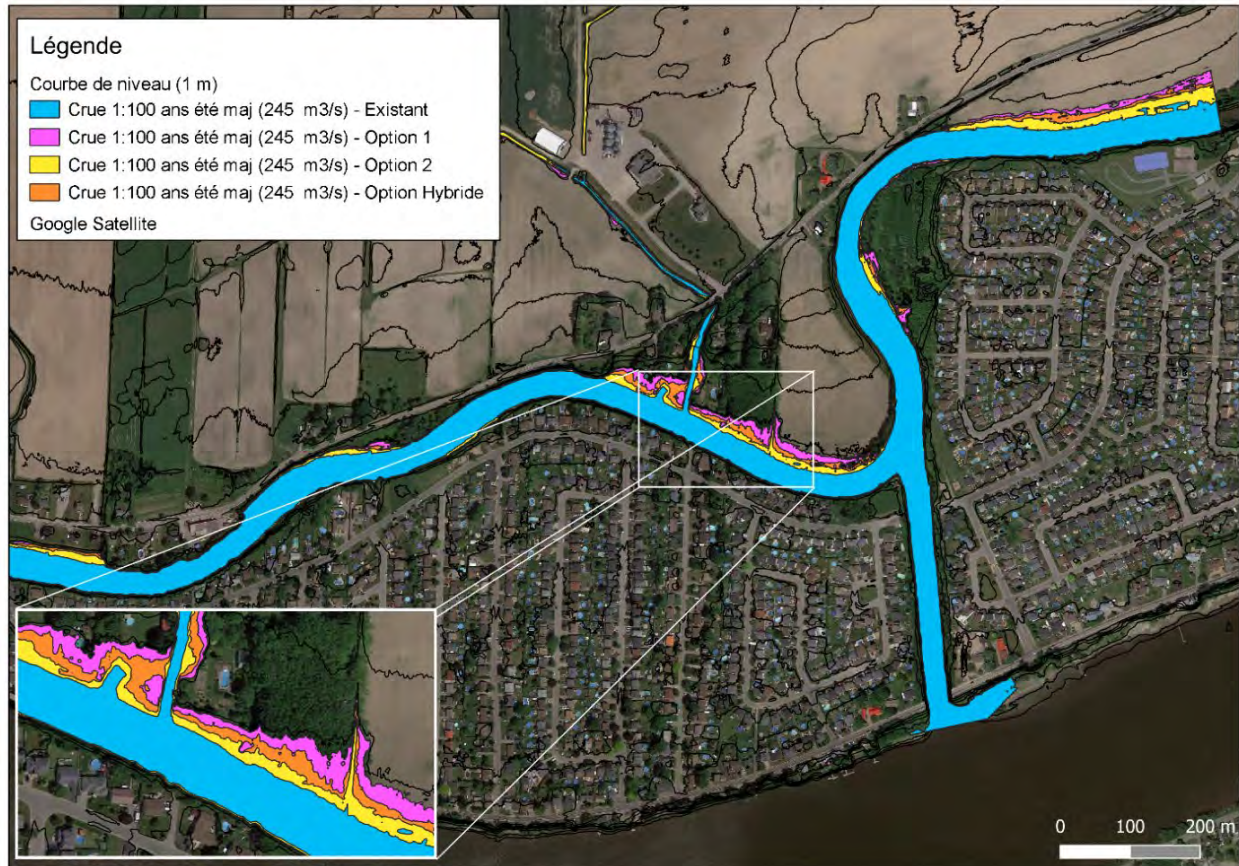 Légende
Courbe de niveau (1 m)
Crue 1:100 ans été maj (245 m3/s) - Existant
Crue 1:100 ans été maj (245 m3/s) - Option 1
Crue 1:100 ans été maj (245 m3/s) - Option 2
Crue 1:100 ans été maj (245 m3/s) - Option Hybride
Google Satellite
0 100 200 m